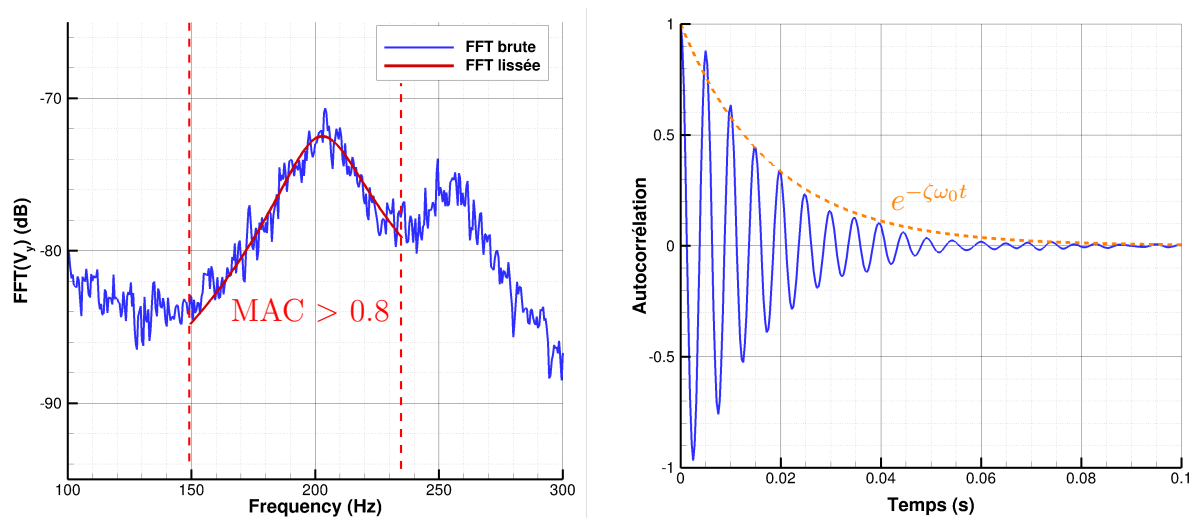 FFT brute
FFT lissée
-70
-80
-90
FFT(Vy) (dB)
MAC > 0.8
100 150 200 250 300
Frequency (Hz)
1
0.5
0
-0.5
-1
Autocorrélation
e^{-ζω₀t}
0 0.02 0.04 0.06 0.08 0.1
Temps (s)